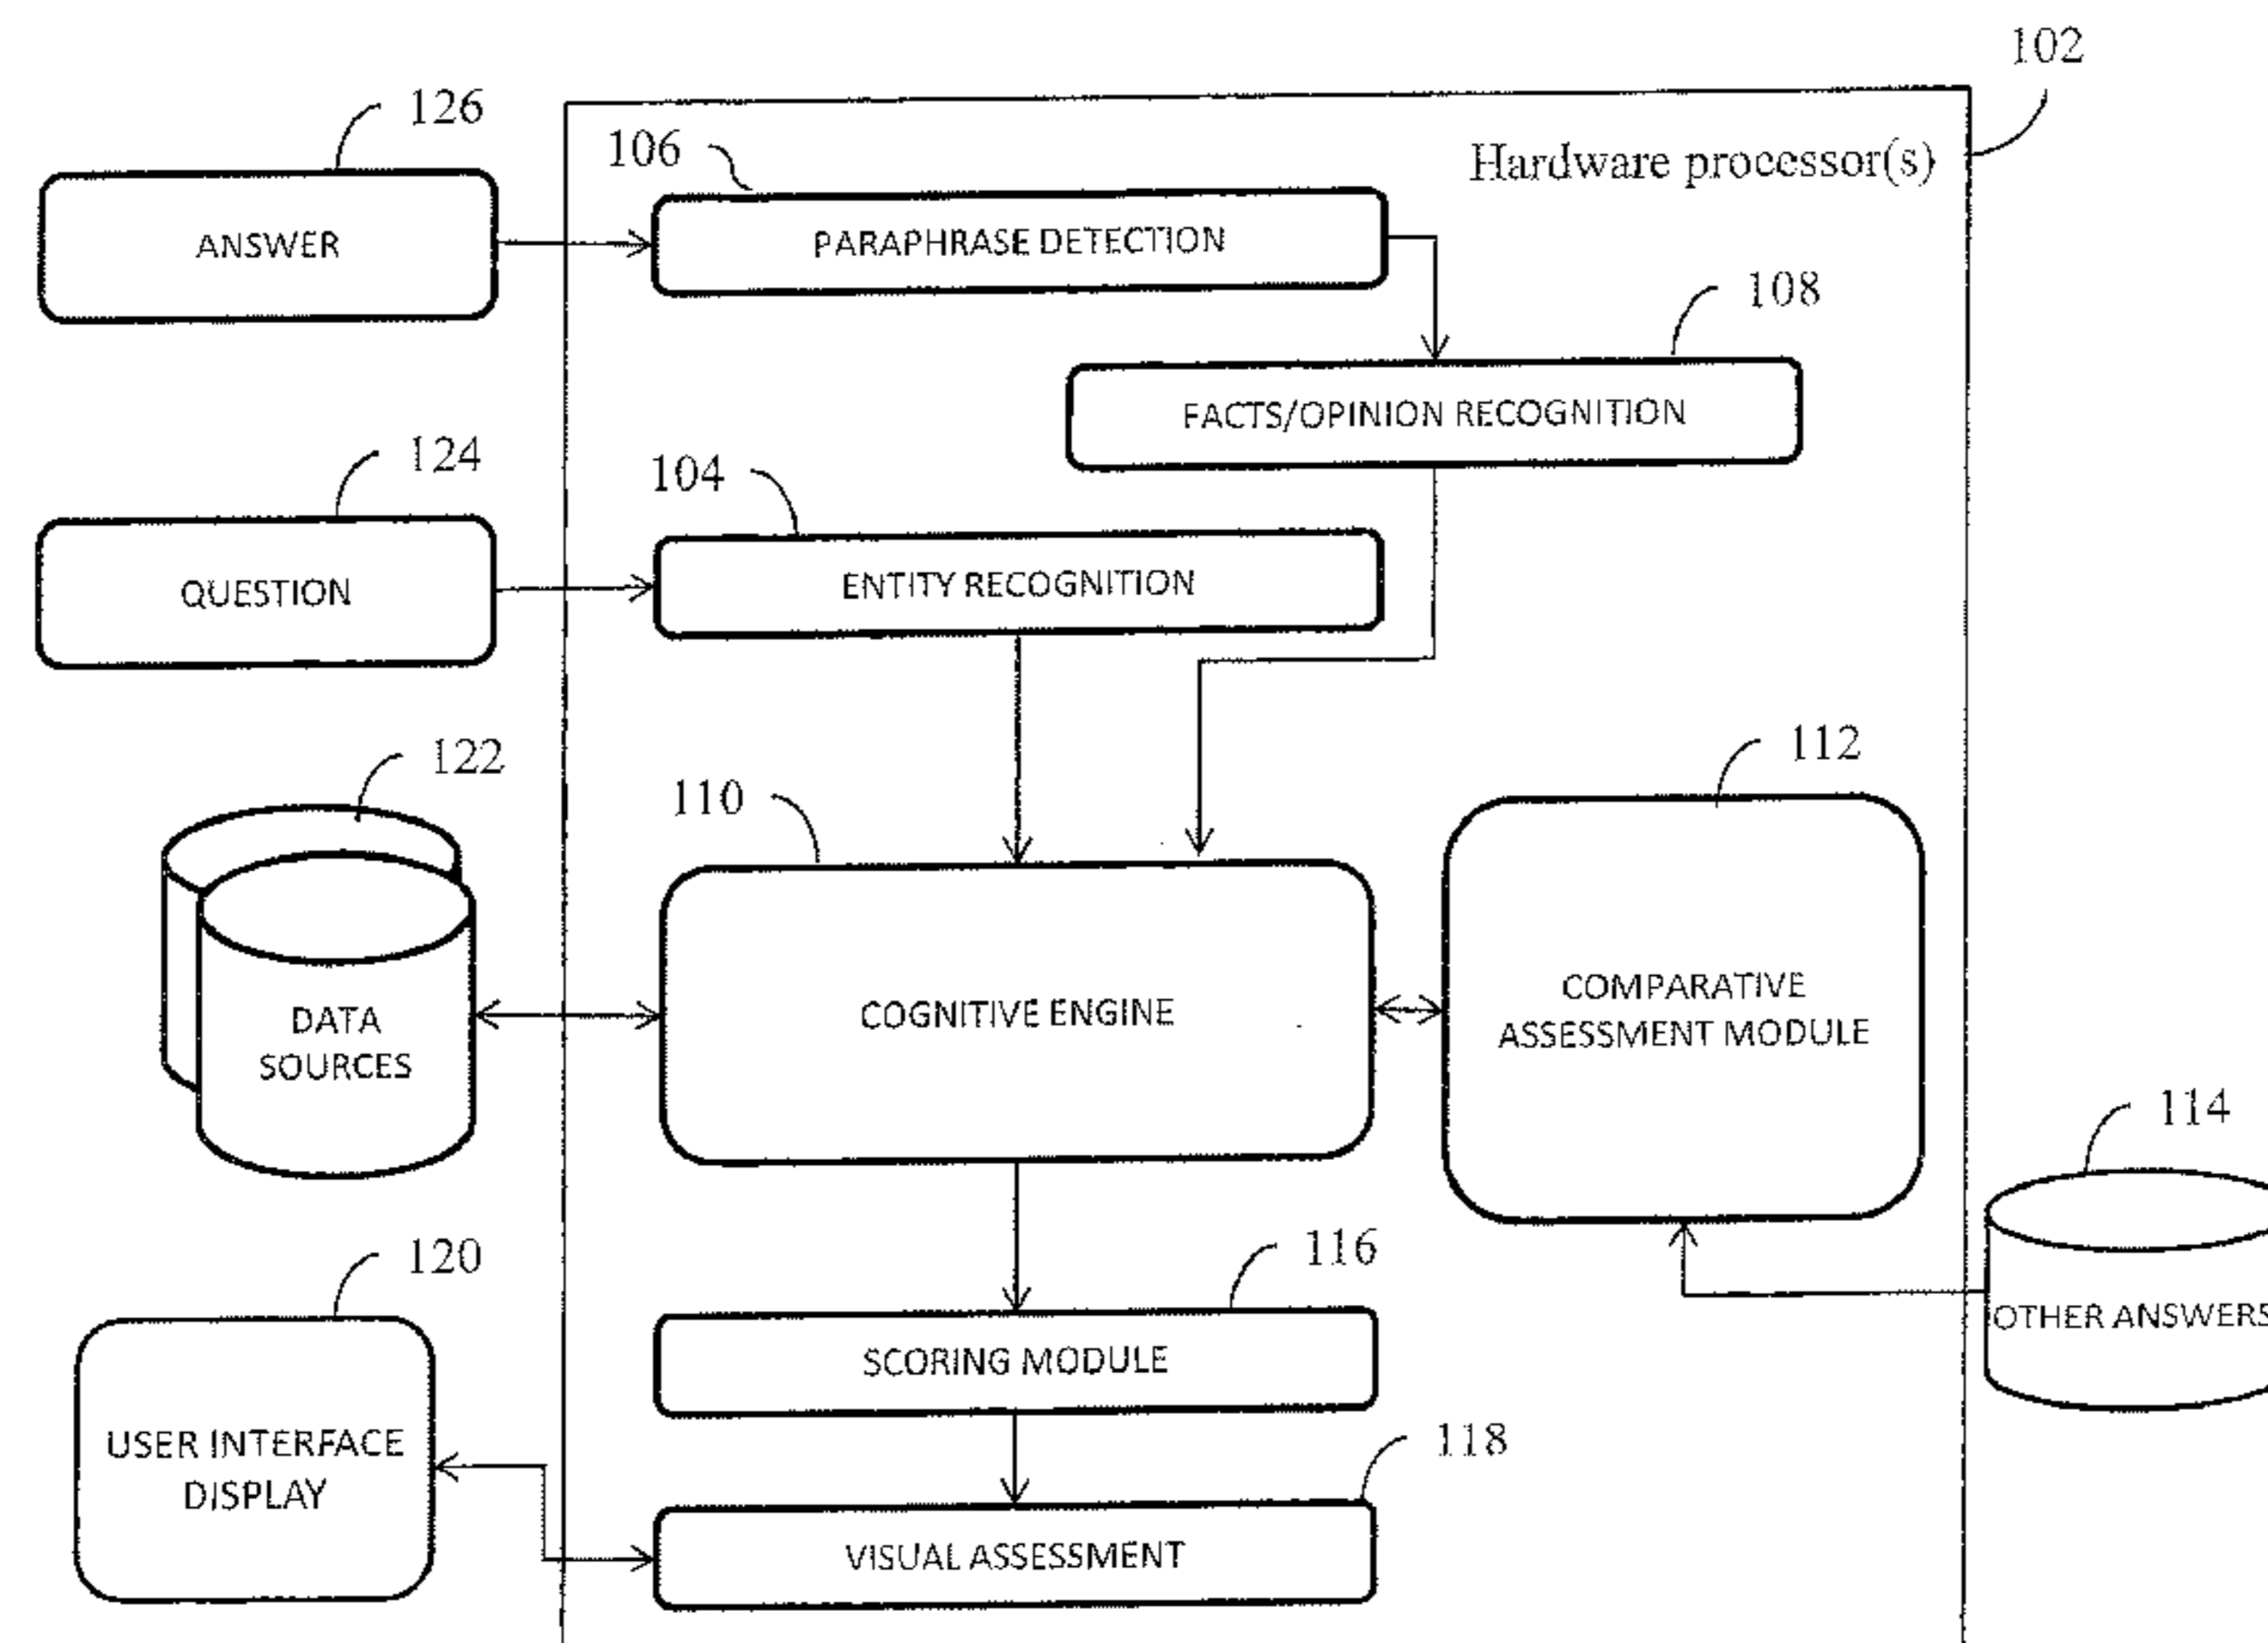 102
126
106
Hardware processor(s)
ANSWER
PARAPHRASE DETECTION
108
FACTS/OPINION RECOGNITION
124
104
QUESTION
ENTITY RECOGNITION
122
110
112
DATA
SOURCES
COGNITIVE ENGINE
COMPARATIVE
ASSESSMENT MODULE
114
OTHER ANSWERS
120
116
SCORING MODULE
USER INTERFACE
DISPLAY
118
VISUAL ASSESSMENT